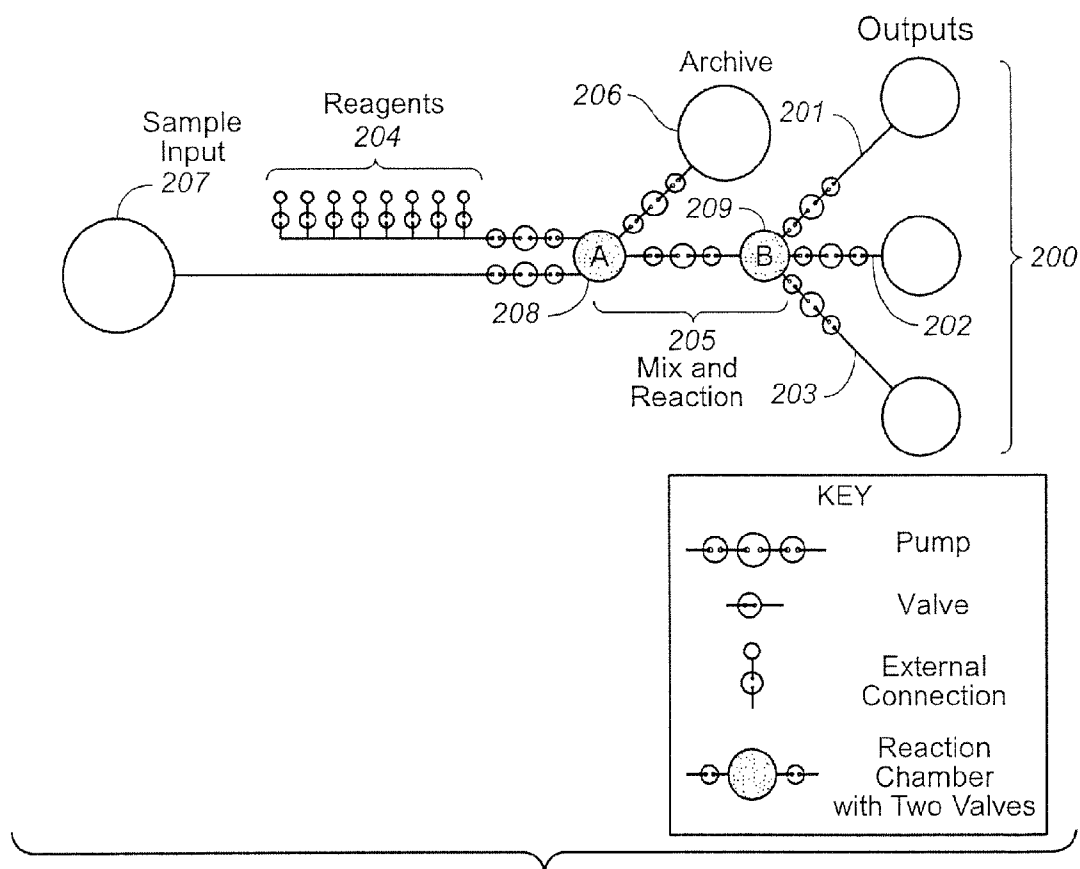 Outputs
Archive
206
201
Reagents
204
Sample
Input
207
209
A
B
200
208
202
205
Mix and
Reaction
203
KEY
Pump
Valve
External
Connection
Reaction
Chamber
with Two Valves